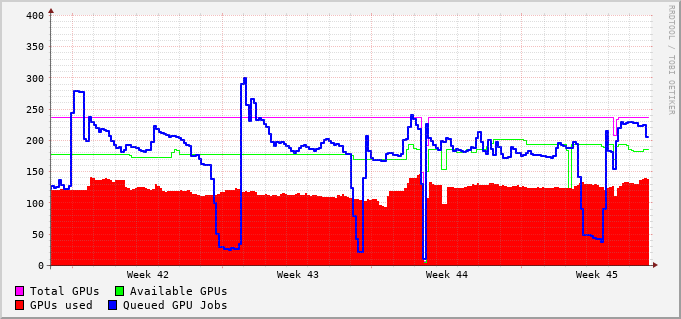 400
350
300
250
200
150
100
50
0
Week 42 Week 43 Week 44 Week 45
Total GPUs Available GPUs
GPUs used Queued GPU Jobs
RRDTOOL / TOBI OETIKER